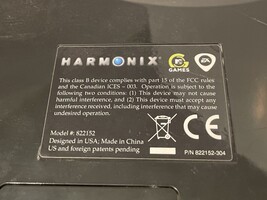 HARMONIX MTV GAMES EA
This class B device complies with part 15 of the FCC rules
and the Canadian ICES - 003. Operation is subject to the
following two conditions: (1) This device may not cause
harmful interference, and (2) This device must accept any
interference received, including interference that may cause
undesired operation.
Model #: 822152
Designed in USA; Made in China
US and foreign patents pending
CE
P/N 822152-304